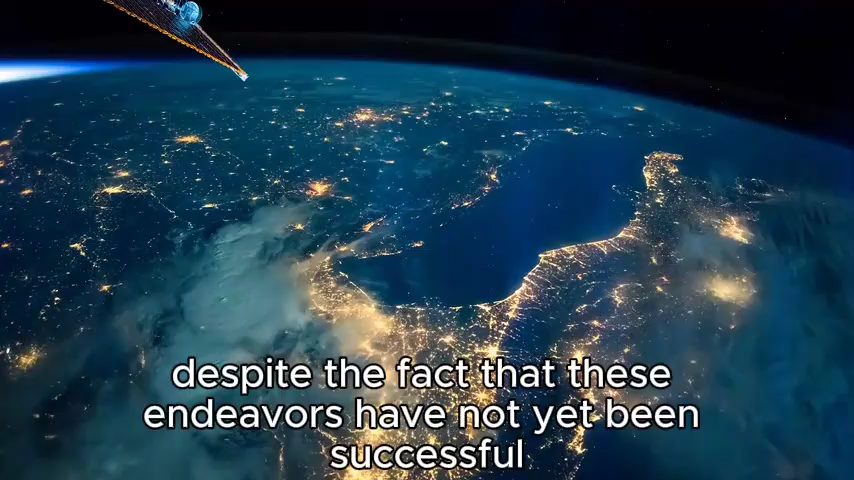 despite the fact that these
endeavors have not yet been
successful